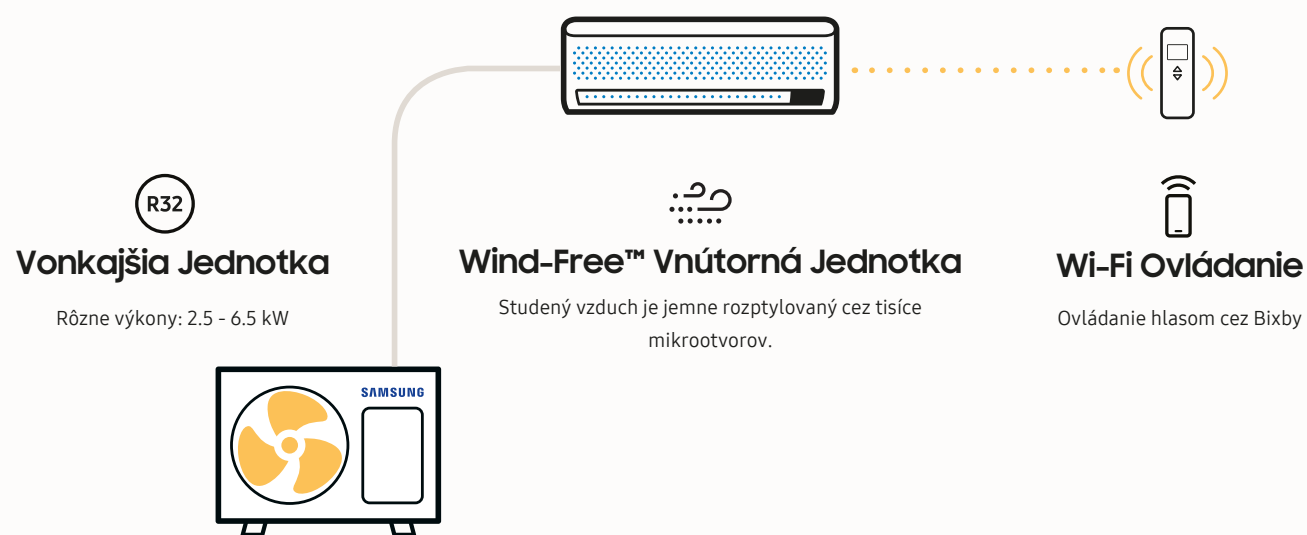 R32
Vonkajšia Jednotka
Rôzne výkony: 2.5 - 6.5 kW
SAMSUNG
Wind-Free™ Vnútorná Jednotka
Studený vzduch je jemne rozptylovaný cez tisíce
mikrootvorov.
Wi-Fi Ovládanie
Ovládanie hlasom cez Bixby